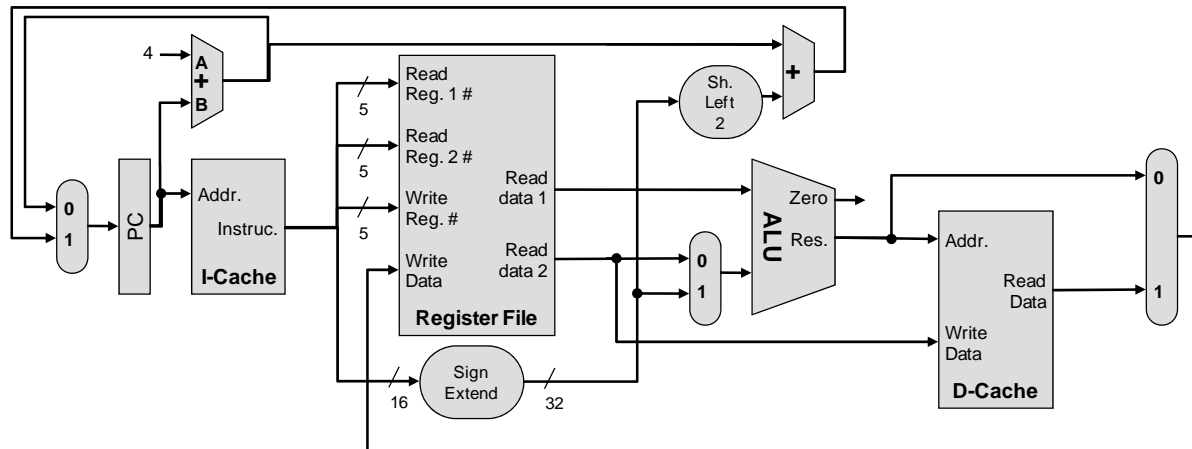 4
A
+
B
0
1
PC
Addr.
Instruc.
I-Cache
5
5
5
16
Read
Reg. 1 #
Read
Reg. 2 #
Write
Reg. #
Write
Data
Read
data 1
Read
data 2
Register File
Sign
Extend
32
Sh.
Left
2
+
0
1
ALU
Zero
Res.
Addr.
Read
Data
Write
Data
D-Cache
0
1